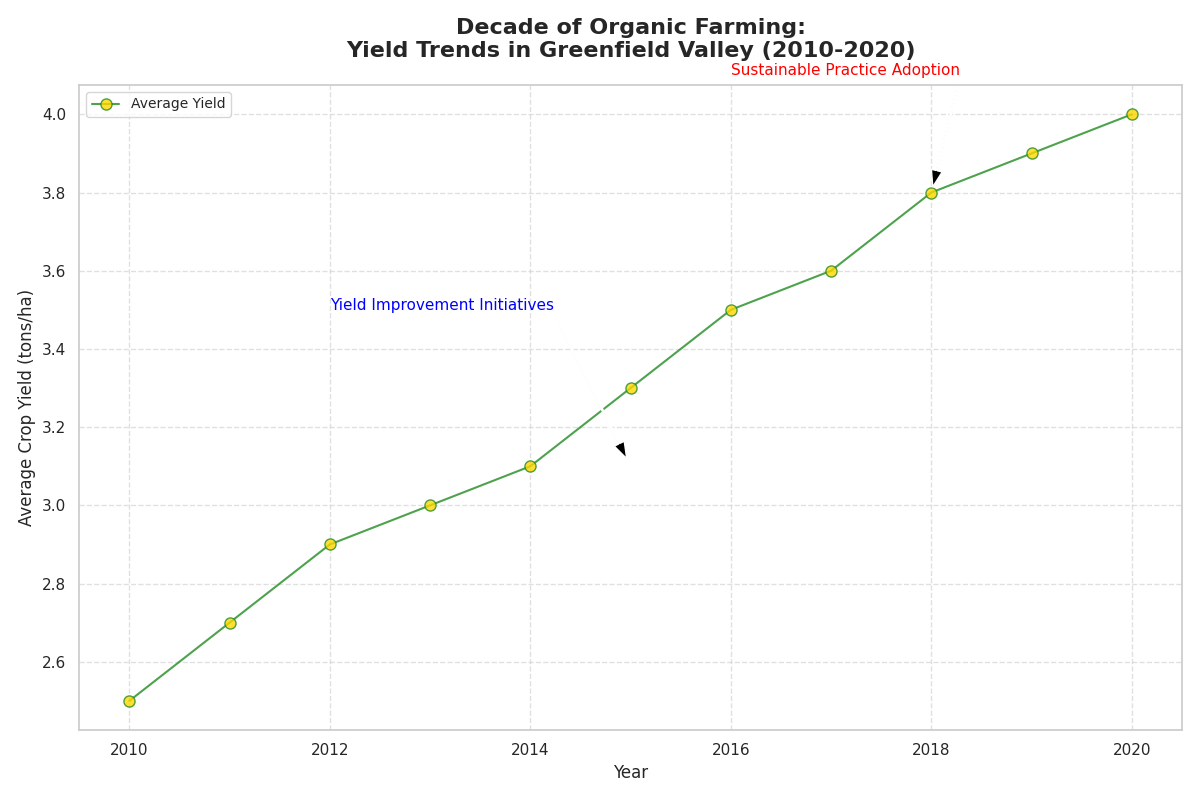 Decade of Organic Farming:
Yield Trends in Greenfield Valley (2010-2020)
Sustainable Practice Adoption
Average Yield
Yield Improvement Initiatives
Average Crop Yield (tons/ha)
4.0
3.8
3.6
3.4
3.2
3.0
2.8
2.6
2010 2012 2014 2016 2018 2020
Year